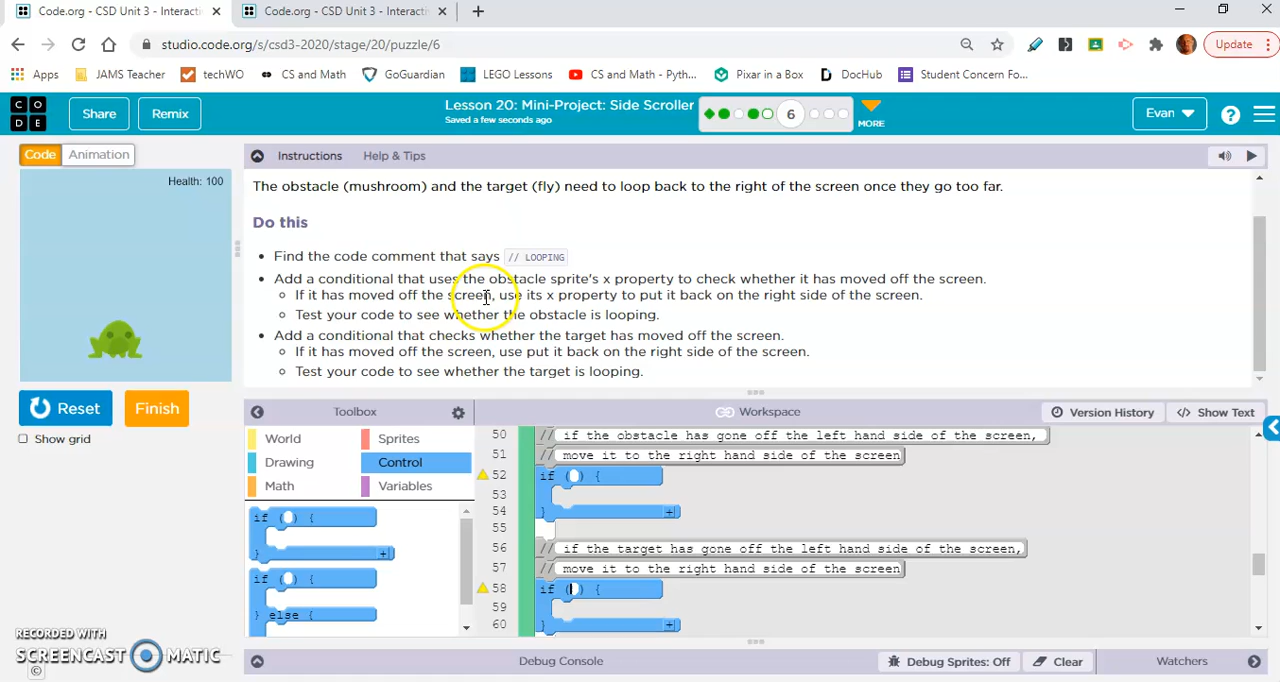 Code.org - CSD Unit 3 - Interacti × Code.org - CSD Unit 3 - Interacti × +
studio.code.org/s/csd3-2020/stage/20/puzzle/6 Update
Apps JAMS Teacher techWO CS and Math GoGuardian LEGO Lessons CS and Math - Pyth... Pixar in a Box DocHub Student Concern Fo...
C O D E Share Remix Lesson 20: Mini-Project: Side Scroller 6 MORE Evan ?
Saved a few seconds ago
Code Animation Instructions Help & Tips
Health: 100
The obstacle (mushroom) and the target (fly) need to loop back to the right of the screen once they go too far.
Do this
• Find the code comment that says // LOOPING
• Add a conditional that uses the obstacle sprite's x property to check whether it has moved off the screen.
○ If it has moved off the screen, use its x property to put it back on the right side of the screen.
○ Test your code to see whether the obstacle is looping.
• Add a conditional that checks whether the target has moved off the screen.
○ If it has moved off the screen, use put it back on the right side of the screen.
○ Test your code to see whether the target is looping.
Reset Finish
Show grid
Toolbox Workspace Version History </> Show Text
World Sprites
Drawing Control
Math Variables
if ( ) {
} +
if ( ) {
} else {
50 // if the obstacle has gone off the left hand side of the screen,
51 // move it to the right hand side of the screen
52 if ( ) {
53
54 } +
55
56 // if the target has gone off the left hand side of the screen,
57 // move it to the right hand side of the screen
58 if ( ) {
59
60 } +
RECORDED WITH
SCREENCAST MATIC
©
Debug Console Debug Sprites: Off Clear Watchers